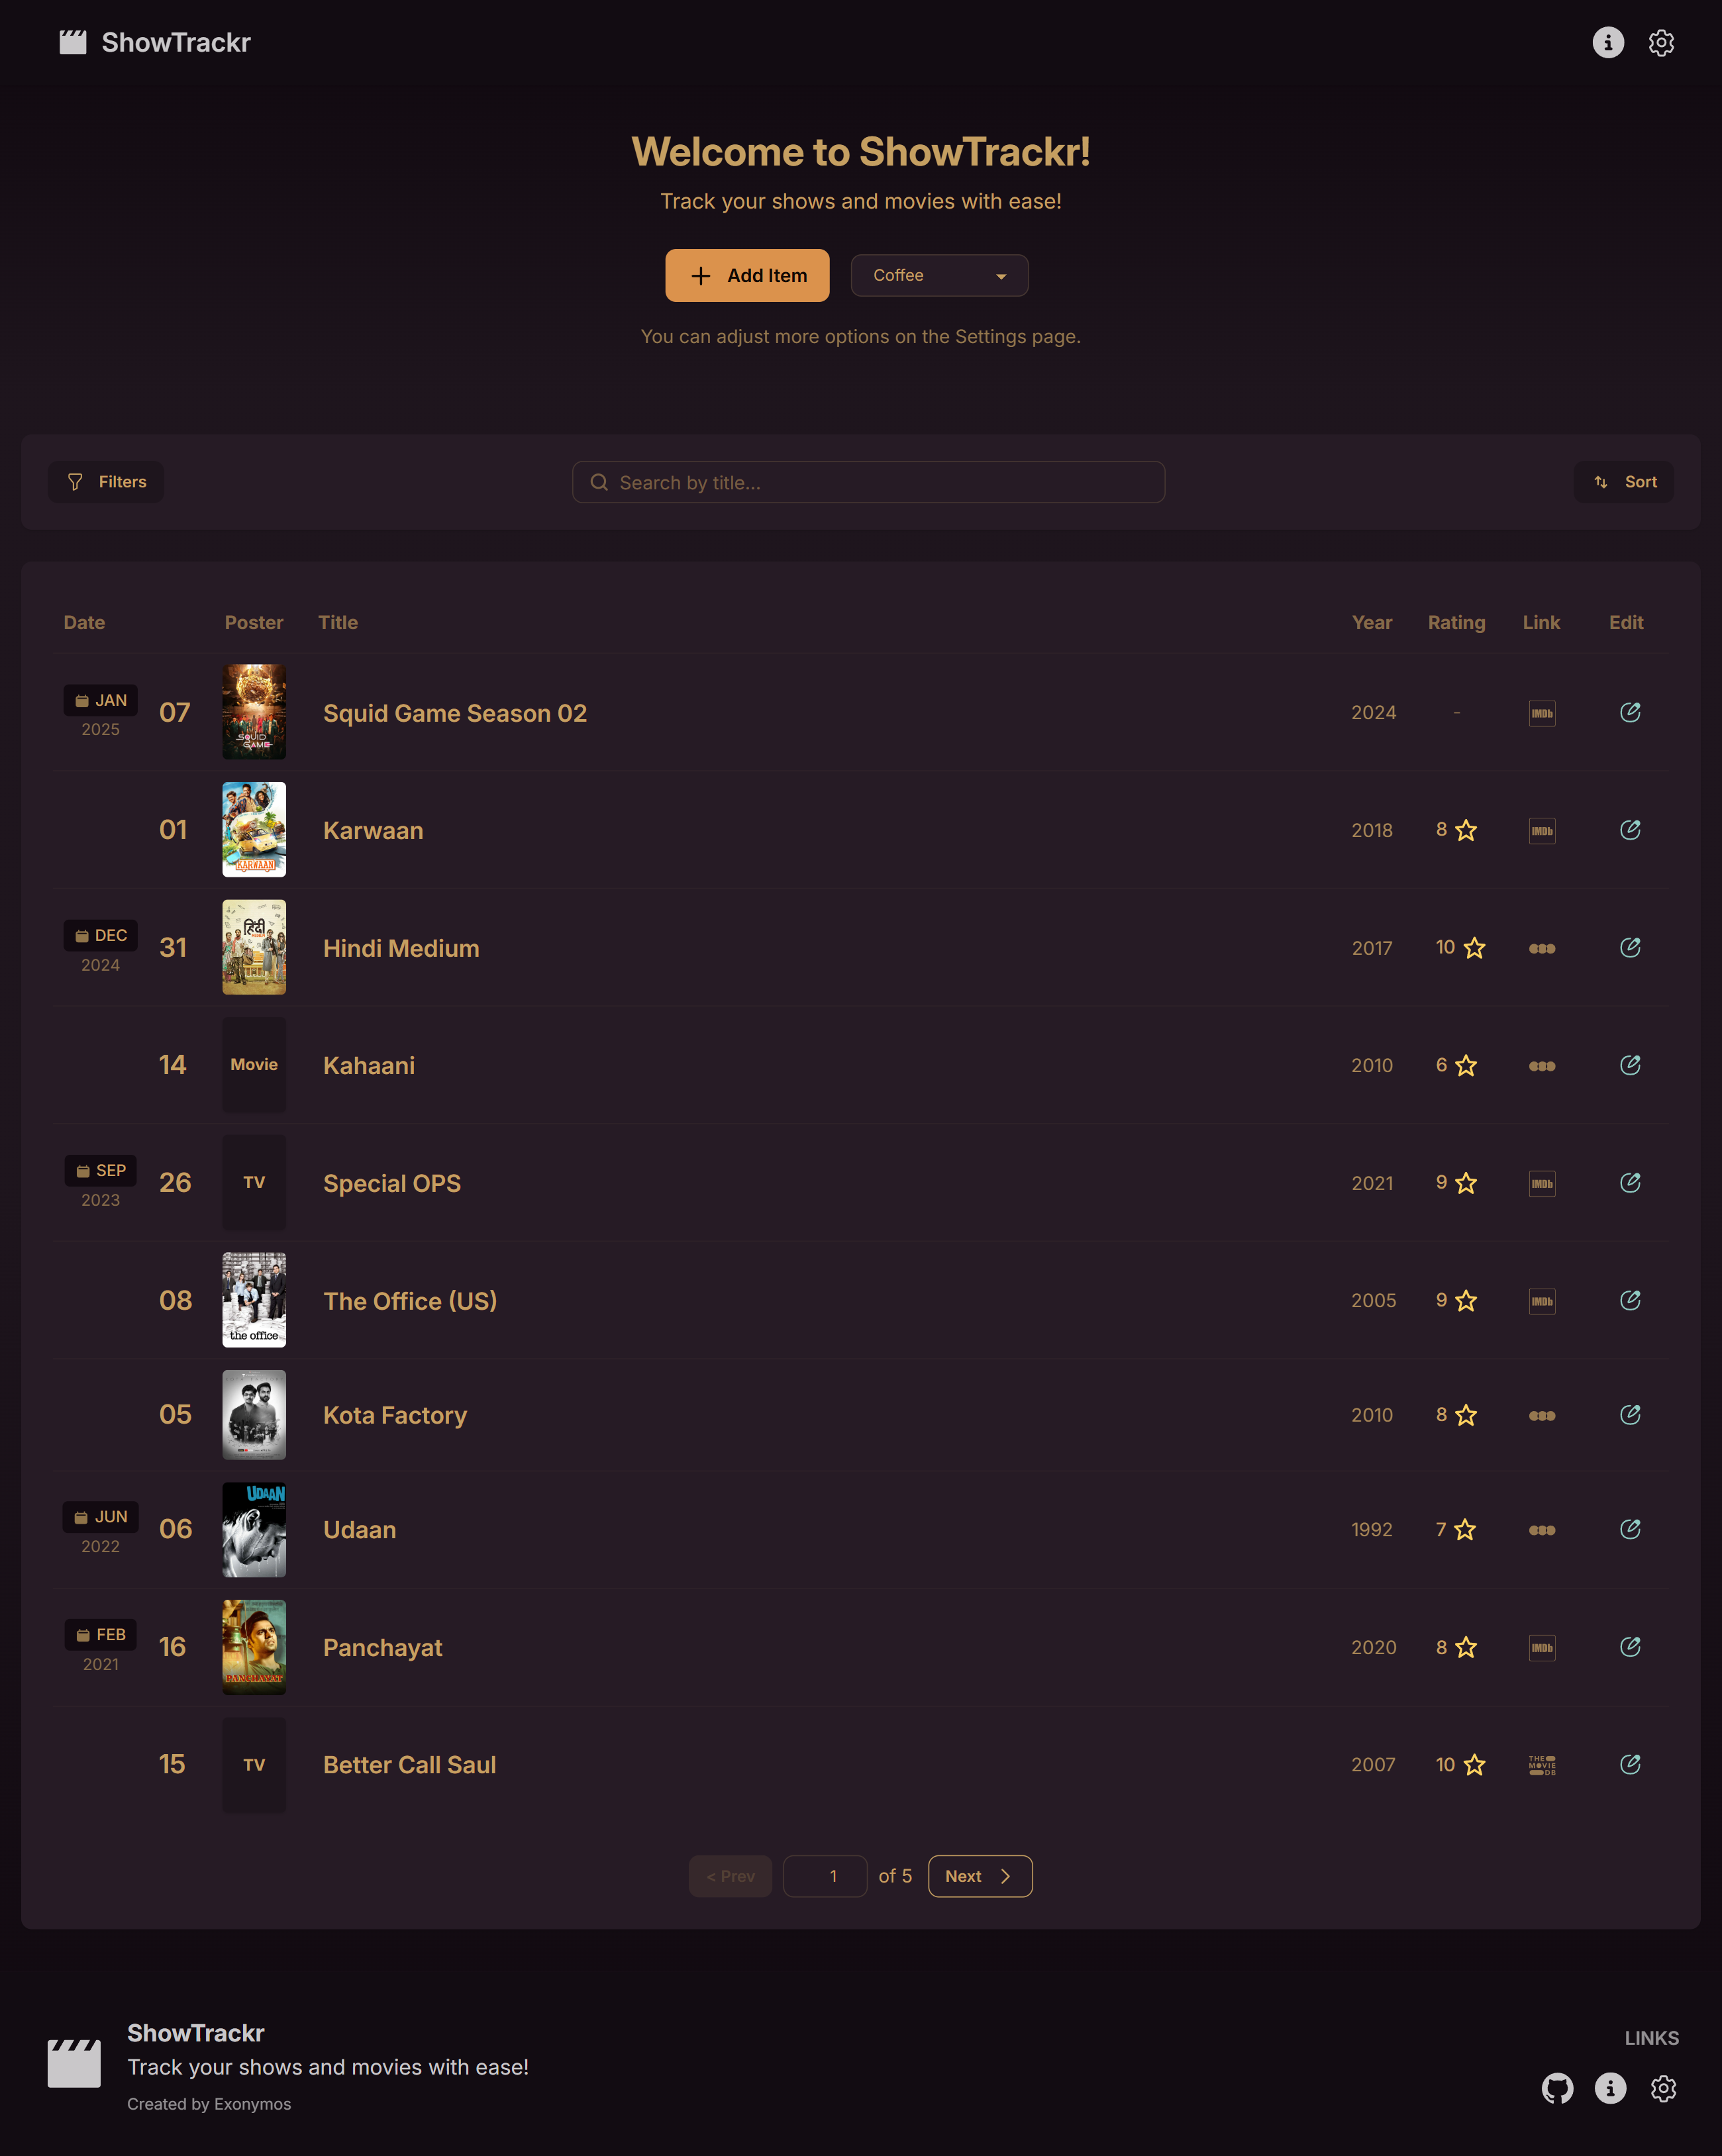 ShowTrackr
Welcome to ShowTrackr!
Track your shows and movies with ease!
Add Item
Coffee
You can adjust more options on the Settings page.
Filters
Search by title...
Sort
Date Poster Title Year Rating Link Edit
JAN
2025
07
SQUID
GAME
Squid Game Season 02
2024
-
IMDb
01
KARWAAN
Karwaan
2018
8
IMDb
DEC
2024
31
हिंदी
Hindi Medium
2017
10
14
Movie
Kahaani
2010
6
SEP
2023
26
TV
Special OPS
2021
9
IMDb
08
the office
The Office (US)
2005
9
IMDb
05
Kota Factory
2010
8
JUN
2022
06
UDAAN
Udaan
1992
7
FEB
2021
16
PANCHAYAT
Panchayat
2020
8
IMDb
15
TV
Better Call Saul
2007
10
THE
MOVIE
DB
< Prev
1
of 5
Next
ShowTrackr
Track your shows and movies with ease!
Created by Exonymos
LINKS